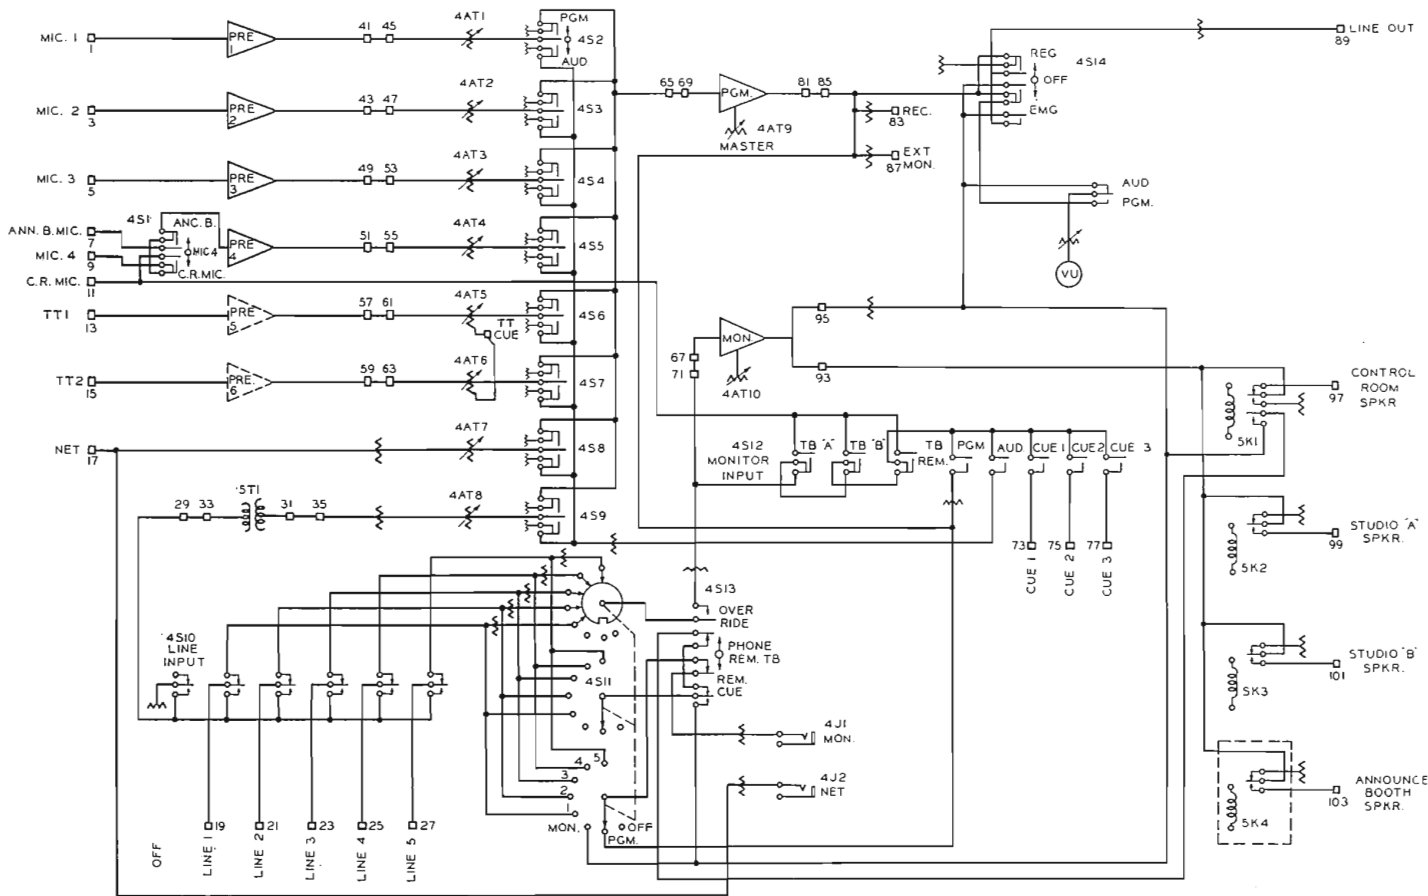 MIC. 1
1
PRE
1
41 45
4AT1
PGM
4S2
AUD
MIC. 2
3
PRE
2
43 47
4AT2
4S3
MIC. 3
5
PRE
3
49 53
4AT3
4S4
ANN. B. MIC.
7
4S1
ANC. B.
MIC 4
C.R. MIC.
MIC. 4
9
PRE
4
51 55
4AT4
4S5
C.R. MIC.
11
TT1
13
PRE
5
57 61
4AT5
TT
CUE
4S6
TT2
15
PRE.
6
59 63
4AT6
4S7
NET
17
4AT7
4S8
29 33
5T1
31 35
4AT8
4S9
65 69
PGM.
4AT9
MASTER
81 85
REC.
83
EXT
MON.
87
REG
OFF
EMG
4S14
LINE OUT
89
AUD
PGM.
VU
67
71
MON.
4AT10
95
93
4S12
MONITOR
INPUT
TB "A"
TB "B"
TB
REM.
PGM
AUD
CUE 1
CUE 2
CUE 3
73
75
77
CUE 1
CUE 2
CUE 3
5K1
97
CONTROL
ROOM
SPKR
5K2
99
STUDIO "A"
SPKR.
5K3
101
STUDIO "B"
SPKR.
5K4
103
ANNOUNCE
BOOTH
SPKR.
4S10
LINE
INPUT
OFF
LINE 1
19
LINE 2
21
LINE 3
23
LINE 4
25
LINE 5
27
4S11
5
4
3
2
1
MON.
OFF
PGM.
4S13
OVER
RIDE
PHONE
REM. TB
REM.
CUE
4J1
MON.
4J2
NET